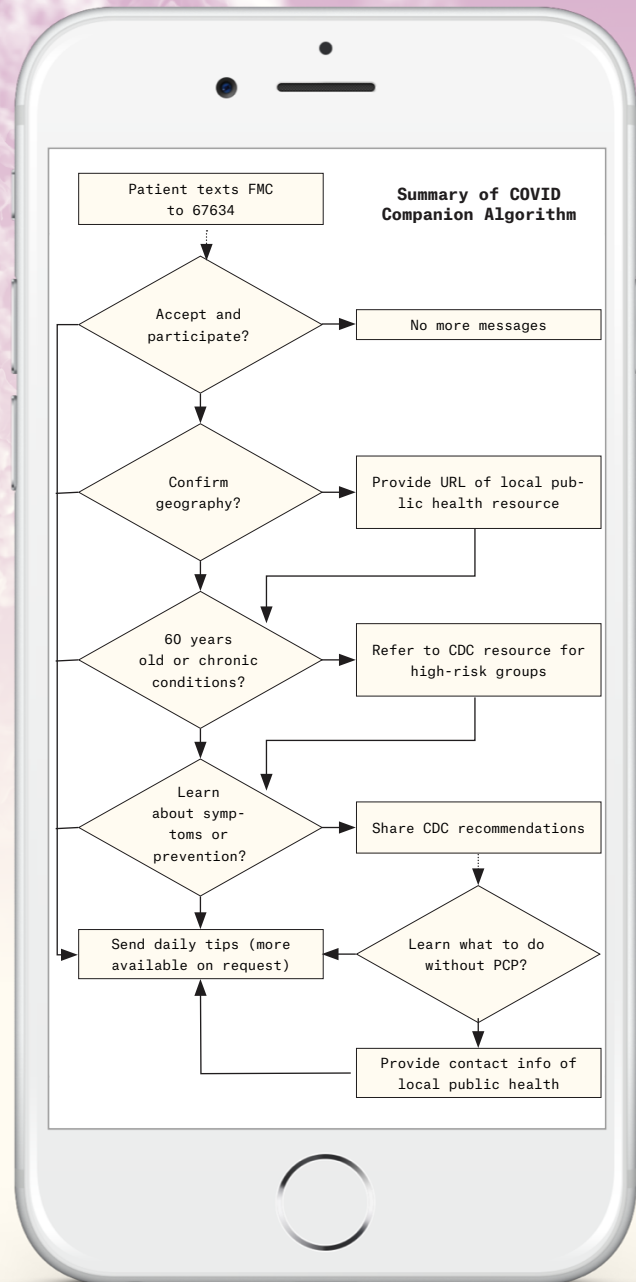 Patient texts FMC
to 67634
Summary of COVID
Companion Algorithm
Accept and
participate?
No more messages
Confirm
geography?
Provide URL of local pub-
lic health resource
60 years
old or chronic
conditions?
Refer to CDC resource for
high-risk groups
Learn
about symp-
toms or
prevention?
Share CDC recommendations
Send daily tips (more
available on request)
Learn what to do
without PCP?
Provide contact info of
local public health